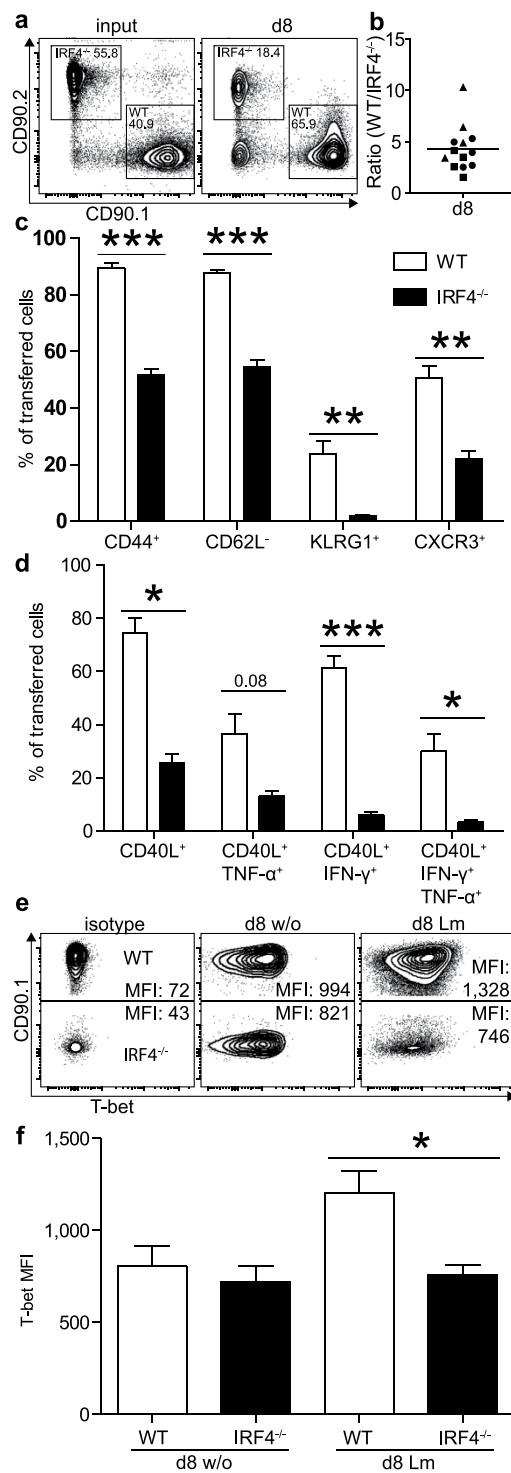 a
input
d8
IRF4-/- 55.8
WT
40.9
IRF4-/- 18.4
WT
65.9
CD90.2
CD90.1
b
Ratio (WT/IRF4-/-)
15
10
5
0
d8
c
% of transferred cells
100
80
60
40
20
0
***
***
**
**
WT
IRF4-/-
CD44+
CD62L-
KLRG1+
CXCR3+
d
% of transferred cells
100
80
60
40
20
0
*
0.08
***
*
CD40L+
CD40L+
TNF-α+
CD40L+
IFN-γ+
CD40L+
IFN-γ+
TNF-α+
e
isotype
d8 w/o
d8 Lm
WT
MFI: 72
MFI: 43
IRF4-/-
MFI: 994
MFI: 821
MFI:
1,328
MFI:
746
CD90.1
T-bet
f
T-bet MFI
1,500
1,000
500
0
*
WT
IRF4-/-
WT
IRF4-/-
d8 w/o
d8 Lm